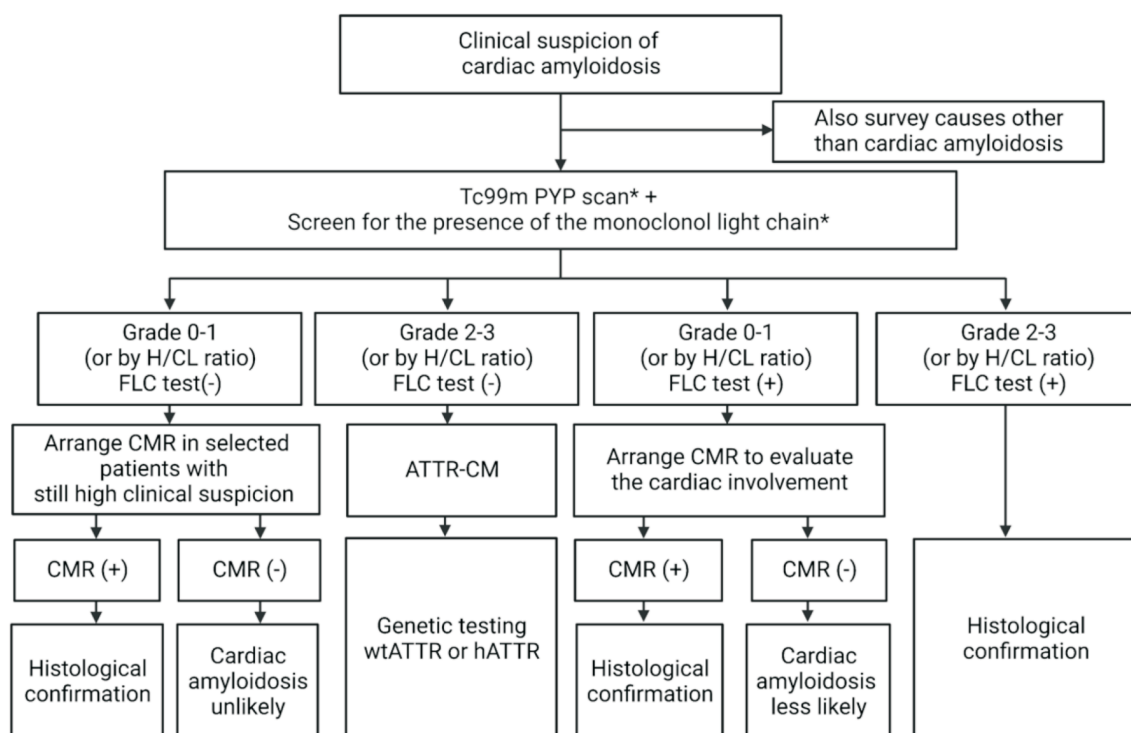 Clinical suspicion of
cardiac amyloidosis
Also survey causes other
than cardiac amyloidosis
Tc99m PYP scan* +
Screen for the presence of the monoclonol light chain*
Grade 0-1
(or by H/CL ratio)
FLC test(-)
Grade 2-3
(or by H/CL ratio)
FLC test (-)
Grade 0-1
(or by H/CL ratio)
FLC test (+)
Grade 2-3
(or by H/CL ratio)
FLC test (+)
Arrange CMR in selected
patients with
still high clinical suspicion
ATTR-CM
Arrange CMR to evaluate
the cardiac involvement
CMR (+)
CMR (-)
CMR (+)
CMR (-)
Histological
confirmation
Cardiac
amyloidosis
unlikely
Genetic testing
wtATTR or hATTR
Histological
confirmation
Cardiac
amyloidosis
less likely
Histological
confirmation